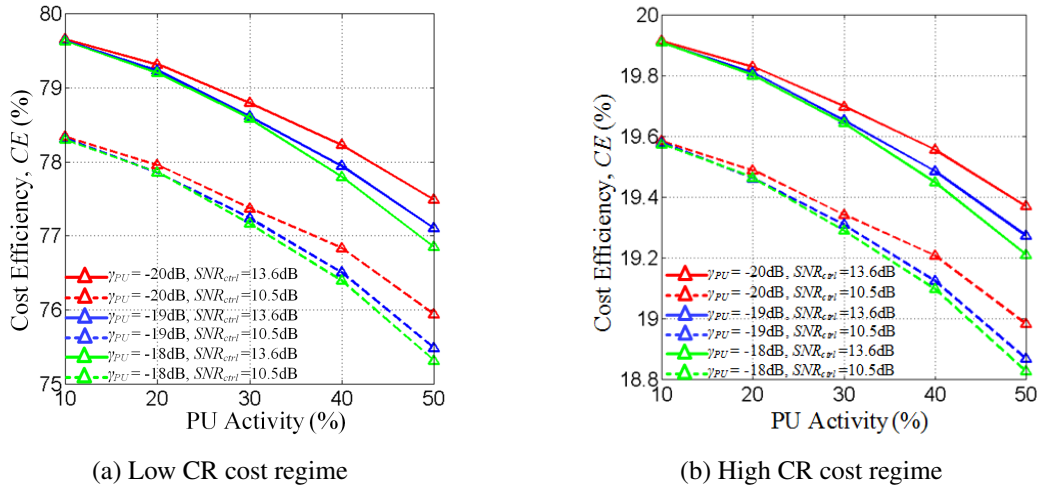 80
79
78
77
76
75
Cost Efficiency, CE (%)
γPU = -20dB, SNRctrl=13.6dB
γPU = -20dB, SNRctrl=10.5dB
γPU = -19dB, SNRctrl=13.6dB
γPU = -19dB, SNRctrl=10.5dB
γPU = -18dB, SNRctrl=13.6dB
γPU = -18dB, SNRctrl=10.5dB
10 20 30 40 50
PU Activity (%)
(a) Low CR cost regime
20
19.8
19.6
19.4
19.2
19
18.8
Cost Efficiency, CE (%)
γPU = -20dB, SNRctrl=13.6dB
γPU = -20dB, SNRctrl=10.5dB
γPU = -19dB, SNRctrl=13.6dB
γPU = -19dB, SNRctrl=10.5dB
γPU = -18dB, SNRctrl=13.6dB
γPU = -18dB, SNRctrl=10.5dB
10 20 30 40 50
PU Activity (%)
(b) High CR cost regime